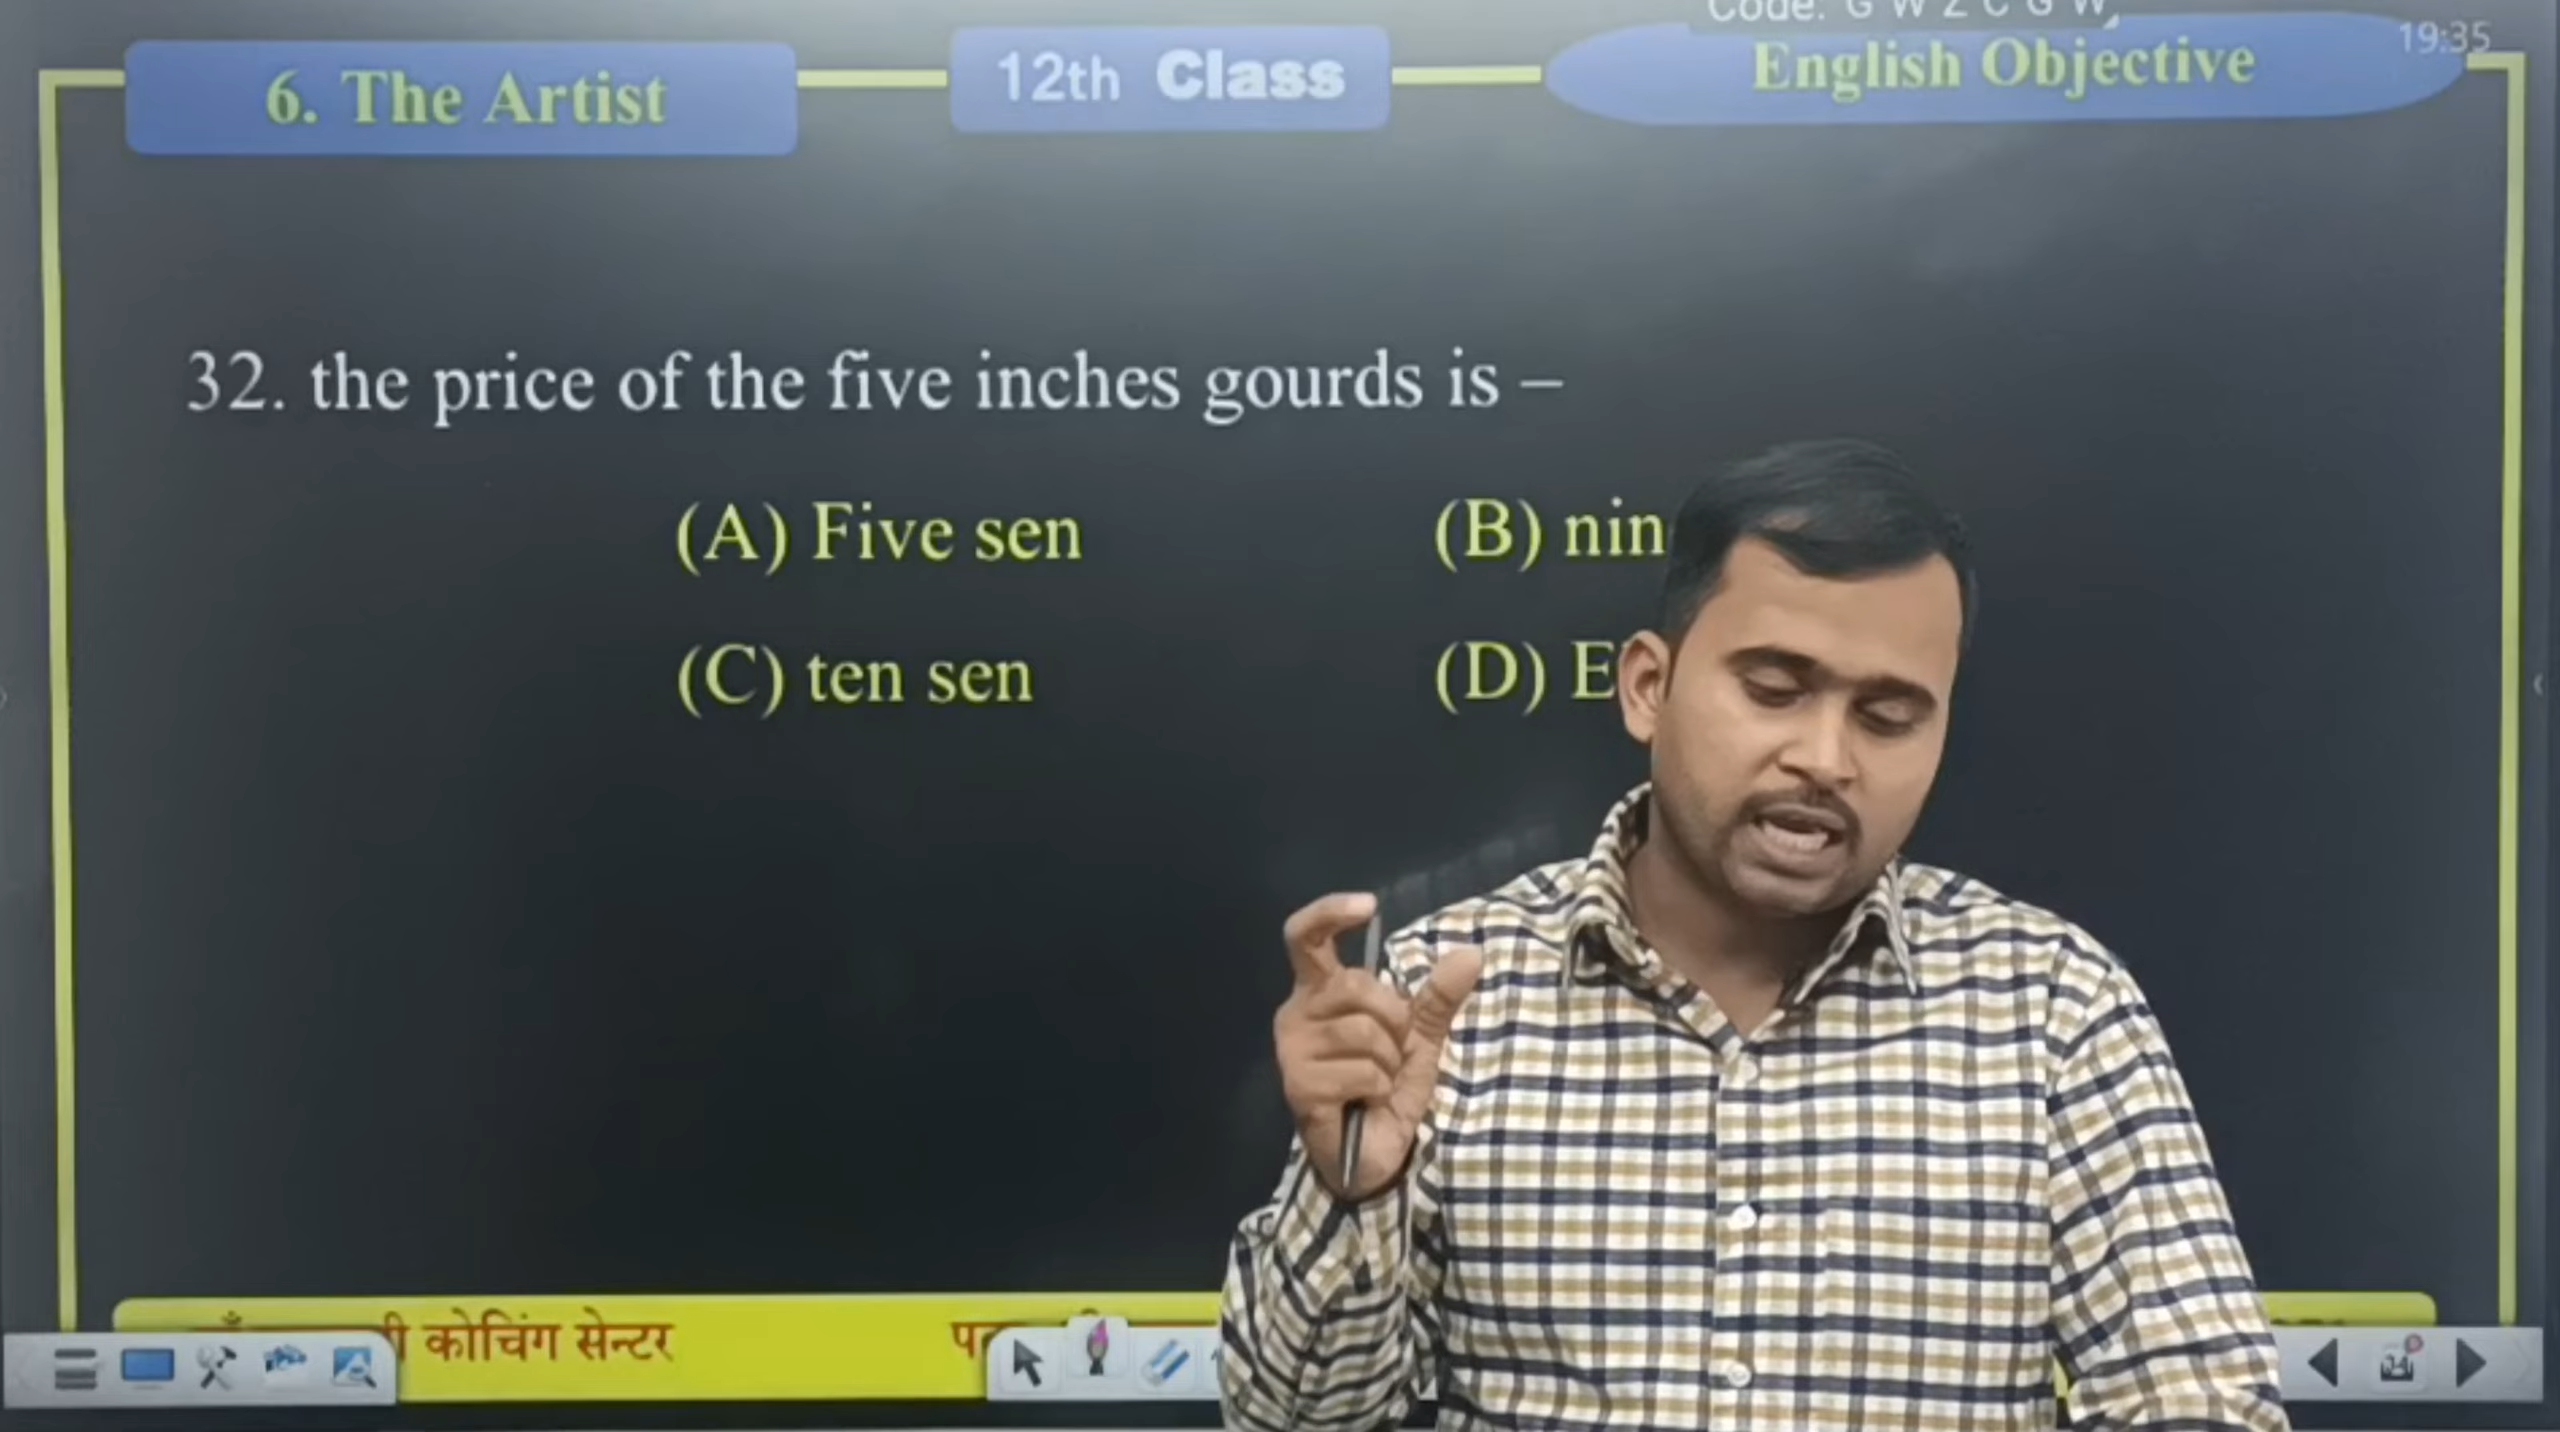 Code: G W Z C G W
19:35
6. The Artist
12th Class
English Objective
32. the price of the five inches gourds is –
(A) Five sen
(B) nin
(C) ten sen
(D) E
कोचिंग सेन्टर